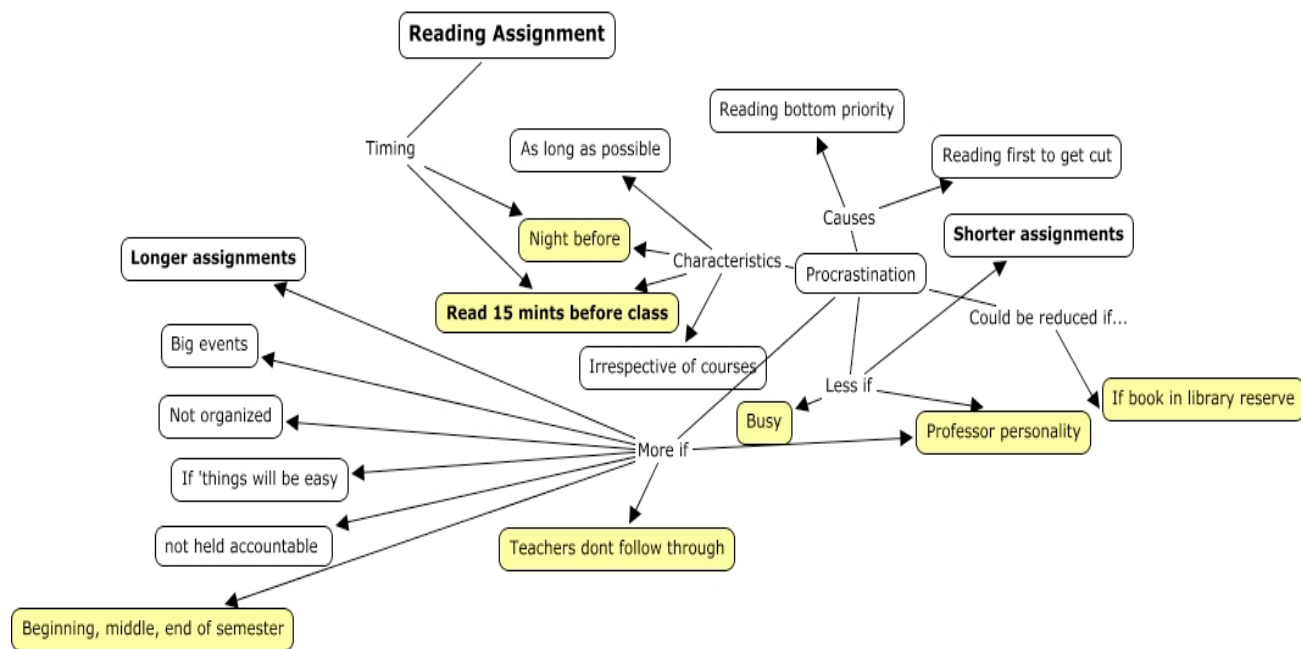 Reading Assignment
Reading bottom priority
Timing
As long as possible
Reading first to get cut
Causes
Night before
Shorter assignments
Longer assignments
Characteristics
Procrastination
Read 15 mints before class
Could be reduced if...
Big events
Irrespective of courses
Less if
If book in library reserve
Not organized
Busy
Professor personality
More if
If 'things will be easy
not held accountable
Teachers dont follow through
Beginning, middle, end of semester